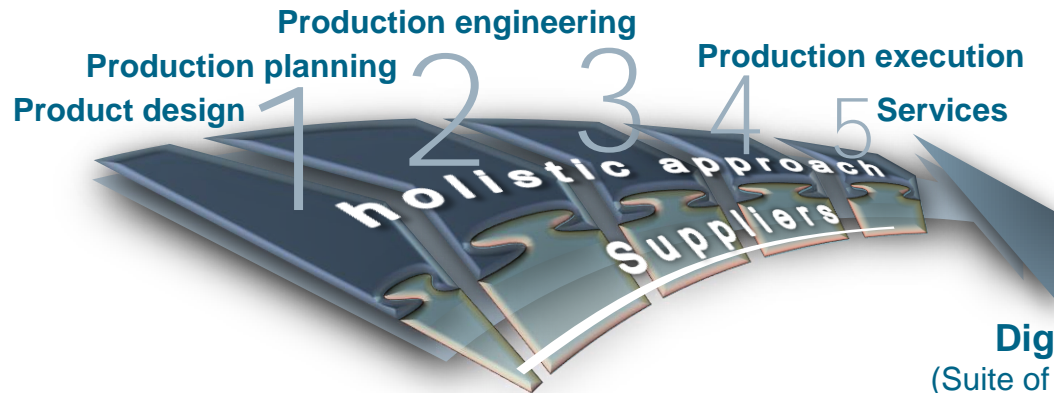 Production engineering
Production planning
Production execution
Product design
Services
1
2
3
4
5
holistic approach
Suppliers
(Suite of